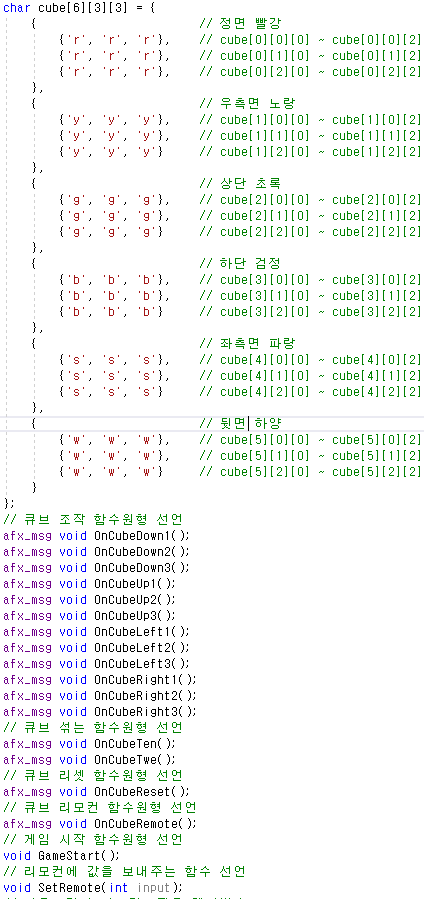 char cube[6][3][3] = {
{ // 정면 빨강
{'r', 'r', 'r'}, // cube[0][0][0] ~ cube[0][0][2]
{'r', 'r', 'r'}, // cube[0][1][0] ~ cube[0][1][2]
{'r', 'r', 'r'} // cube[0][2][0] ~ cube[0][2][2]
},
{ // 우측면 노랑
{'y', 'y', 'y'}, // cube[1][0][0] ~ cube[1][0][2]
{'y', 'y', 'y'}, // cube[1][1][0] ~ cube[1][1][2]
{'y', 'y', 'y'} // cube[1][2][0] ~ cube[1][2][2]
},
{ // 상단 초록
{'g', 'g', 'g'}, // cube[2][0][0] ~ cube[2][0][2]
{'g', 'g', 'g'}, // cube[2][1][0] ~ cube[2][1][2]
{'g', 'g', 'g'} // cube[2][2][0] ~ cube[2][2][2]
},
{ // 하단 검정
{'b', 'b', 'b'}, // cube[3][0][0] ~ cube[3][0][2]
{'b', 'b', 'b'}, // cube[3][1][0] ~ cube[3][1][2]
{'b', 'b', 'b'} // cube[3][2][0] ~ cube[3][2][2]
},
{ // 좌측면 파랑
{'s', 's', 's'}, // cube[4][0][0] ~ cube[4][0][2]
{'s', 's', 's'}, // cube[4][1][0] ~ cube[4][1][2]
{'s', 's', 's'} // cube[4][2][0] ~ cube[4][2][2]
},
{ // 뒷면 하양
{'w', 'w', 'w'}, // cube[5][0][0] ~ cube[5][0][2]
{'w', 'w', 'w'}, // cube[5][1][0] ~ cube[5][1][2]
{'w', 'w', 'w'} // cube[5][2][0] ~ cube[5][2][2]
}
};
// 큐브 조작 함수원형 선언
afx_msg void OnCubeDown1();
afx_msg void OnCubeDown2();
afx_msg void OnCubeDown3();
afx_msg void OnCubeUp1();
afx_msg void OnCubeUp2();
afx_msg void OnCubeUp3();
afx_msg void OnCubeLeft1();
afx_msg void OnCubeLeft2();
afx_msg void OnCubeLeft3();
afx_msg void OnCubeRight1();
afx_msg void OnCubeRight2();
afx_msg void OnCubeRight3();
// 큐브 섞는 함수원형 선언
afx_msg void OnCubeTen();
afx_msg void OnCubeTwe();
// 큐브 리셋 함수원형 선언
afx_msg void OnCubeReset();
// 큐브 리모컨 함수원형 선언
afx_msg void OnCubeRemote();
// 게임 시작 함수원형 선언
void GameStart();
// 리모컨에 값을 보내주는 함수 선언
void SetRemote(int input);